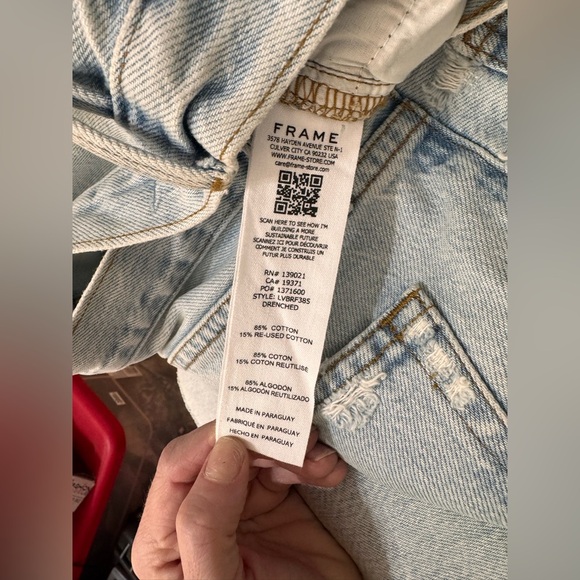 FRAME
3578 HAYDEN AVENUE STE N-1
CULVER CITY CA 90232 USA
WWW.FRAME-STORE.COM
care@frame-store.com
SCAN HERE TO SEE HOW I'M
BUILDING A MORE
SUSTAINABLE FUTURE
SCANNEZ ICI POUR DÉCOUVRIR
COMMENT JE CONSTRUIS UN
FUTUR PLUS DURABLE
RN# 139021
CA# 19371
PO# 1371600
STYLE: LVBRF385
DRENCHED
85% COTTON
15% RE-USED COTTON
85% COTON
15% COTON REUTILISE
85% ALGODÓN
15% ALGODÓN REUTILIZADO
MADE IN PARAGUAY
FABRIQUÉ EN PARAGUAY
HECHO EN PARAGUAY